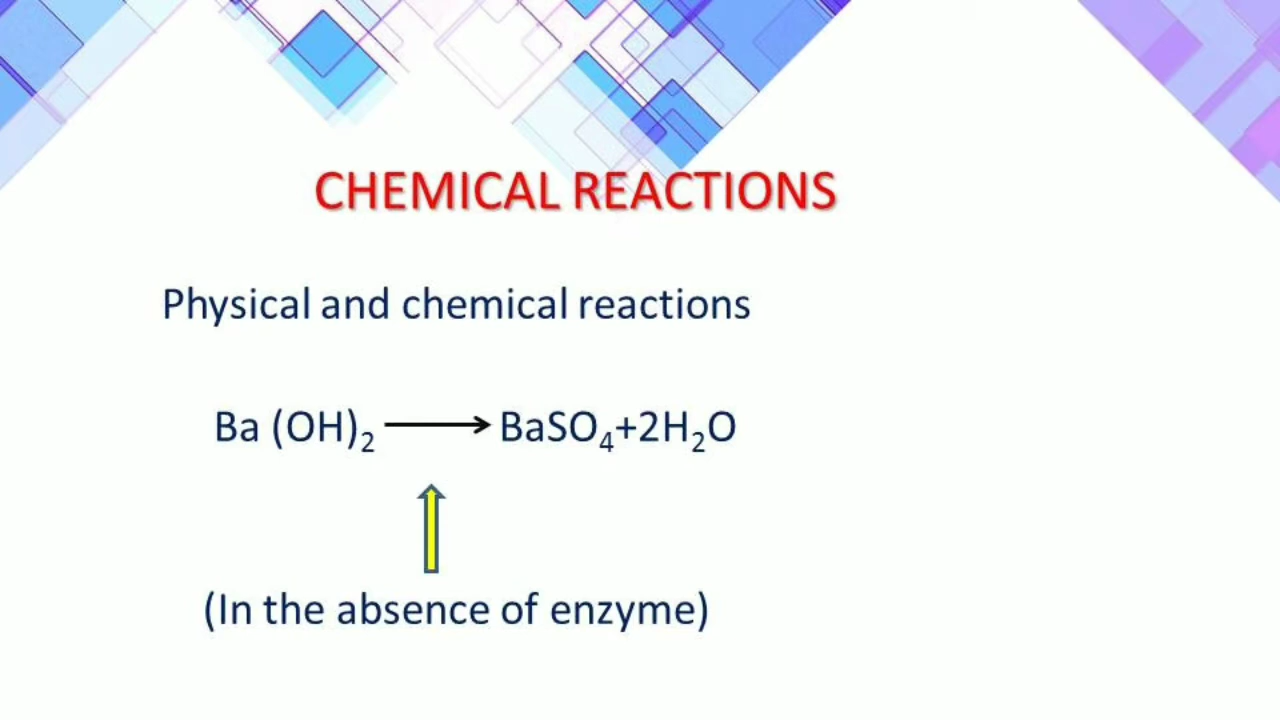 CHEMICAL REACTIONS
Physical and chemical reactions
Ba (OH)₂ ⟶ BaSO₄+2H₂O
(In the absence of enzyme)